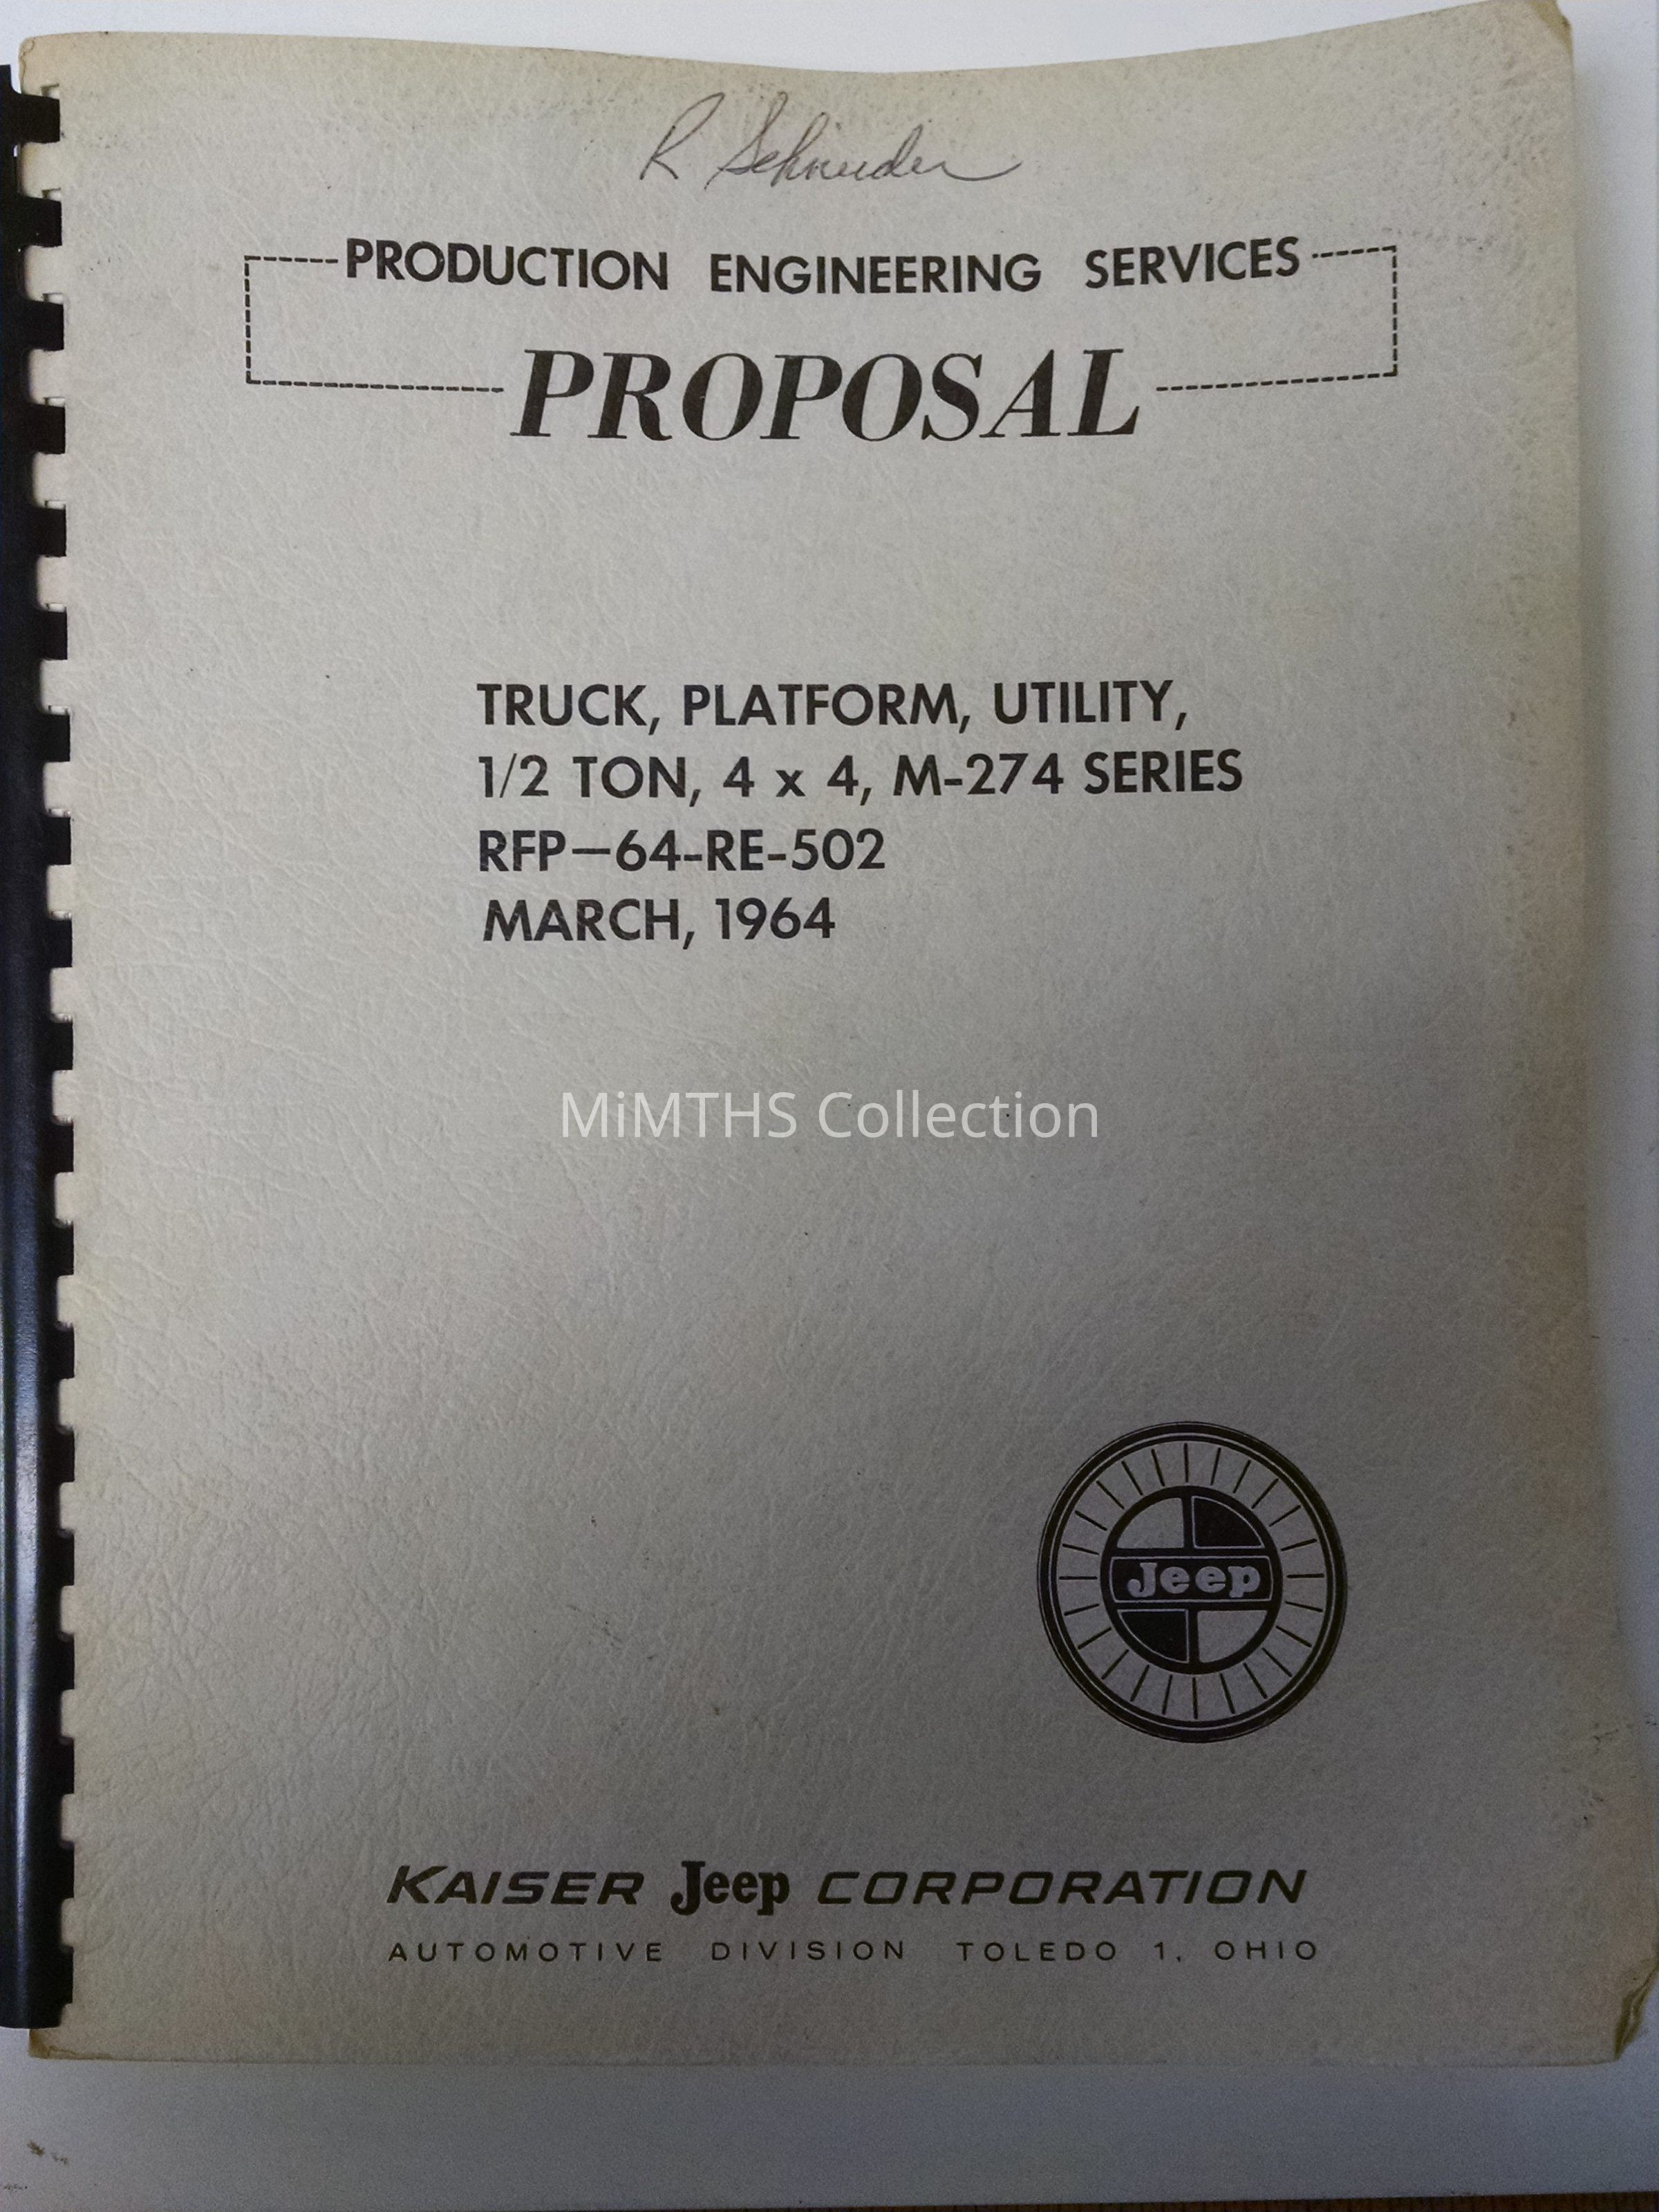 R Schneider
PRODUCTION ENGINEERING SERVICES
PROPOSAL
TRUCK, PLATFORM, UTILITY,
1/2 TON, 4 x 4, M-274 SERIES
RFP—64-RE-502
MARCH, 1964
MiMTHS Collection
Jeep
KAISER Jeep CORPORATION
AUTOMOTIVE DIVISION TOLEDO 1, OHIO